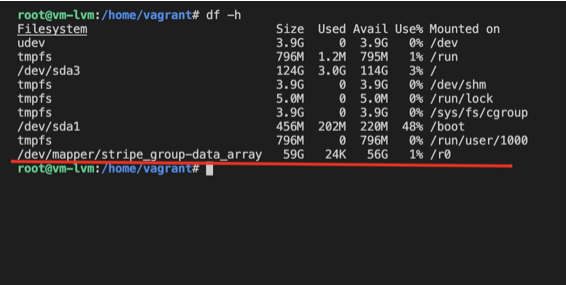 root@vm-lvm:/home/vagrant# df -h
Filesystem Size Used Avail Use% Mounted on
udev 3.9G 0 3.9G 0% /dev
tmpfs 796M 1.2M 795M 1% /run
/dev/sda3 124G 3.0G 114G 3% /
tmpfs 3.9G 0 3.9G 0% /dev/shm
tmpfs 5.0M 0 5.0M 0% /run/lock
tmpfs 3.9G 0 3.9G 0% /sys/fs/cgroup
/dev/sda1 456M 202M 220M 48% /boot
tmpfs 796M 0 796M 0% /run/user/1000
/dev/mapper/stripe_group-data_array 59G 24K 56G 1% /r0
root@vm-lvm:/home/vagrant#